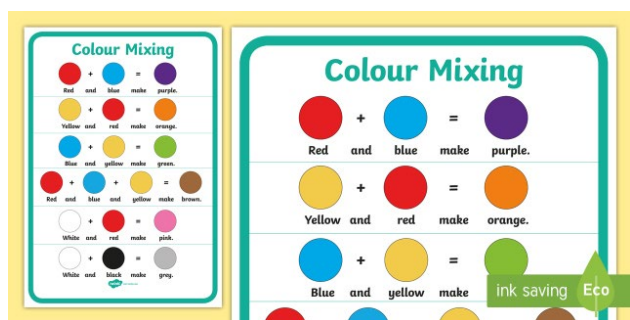 Colour Mixing
+ =
Red and blue make purple.
+ =
Yellow and red make orange.
+ =
Blue and yellow make green.
+ + =
Red and blue and yellow make brown.
+ =
White and red make pink.
+ =
White and black make grey.
Colour Mixing
+ =
Red and blue make purple.
+ =
Yellow and red make orange.
+ =
Blue and yellow make
ink saving Eco